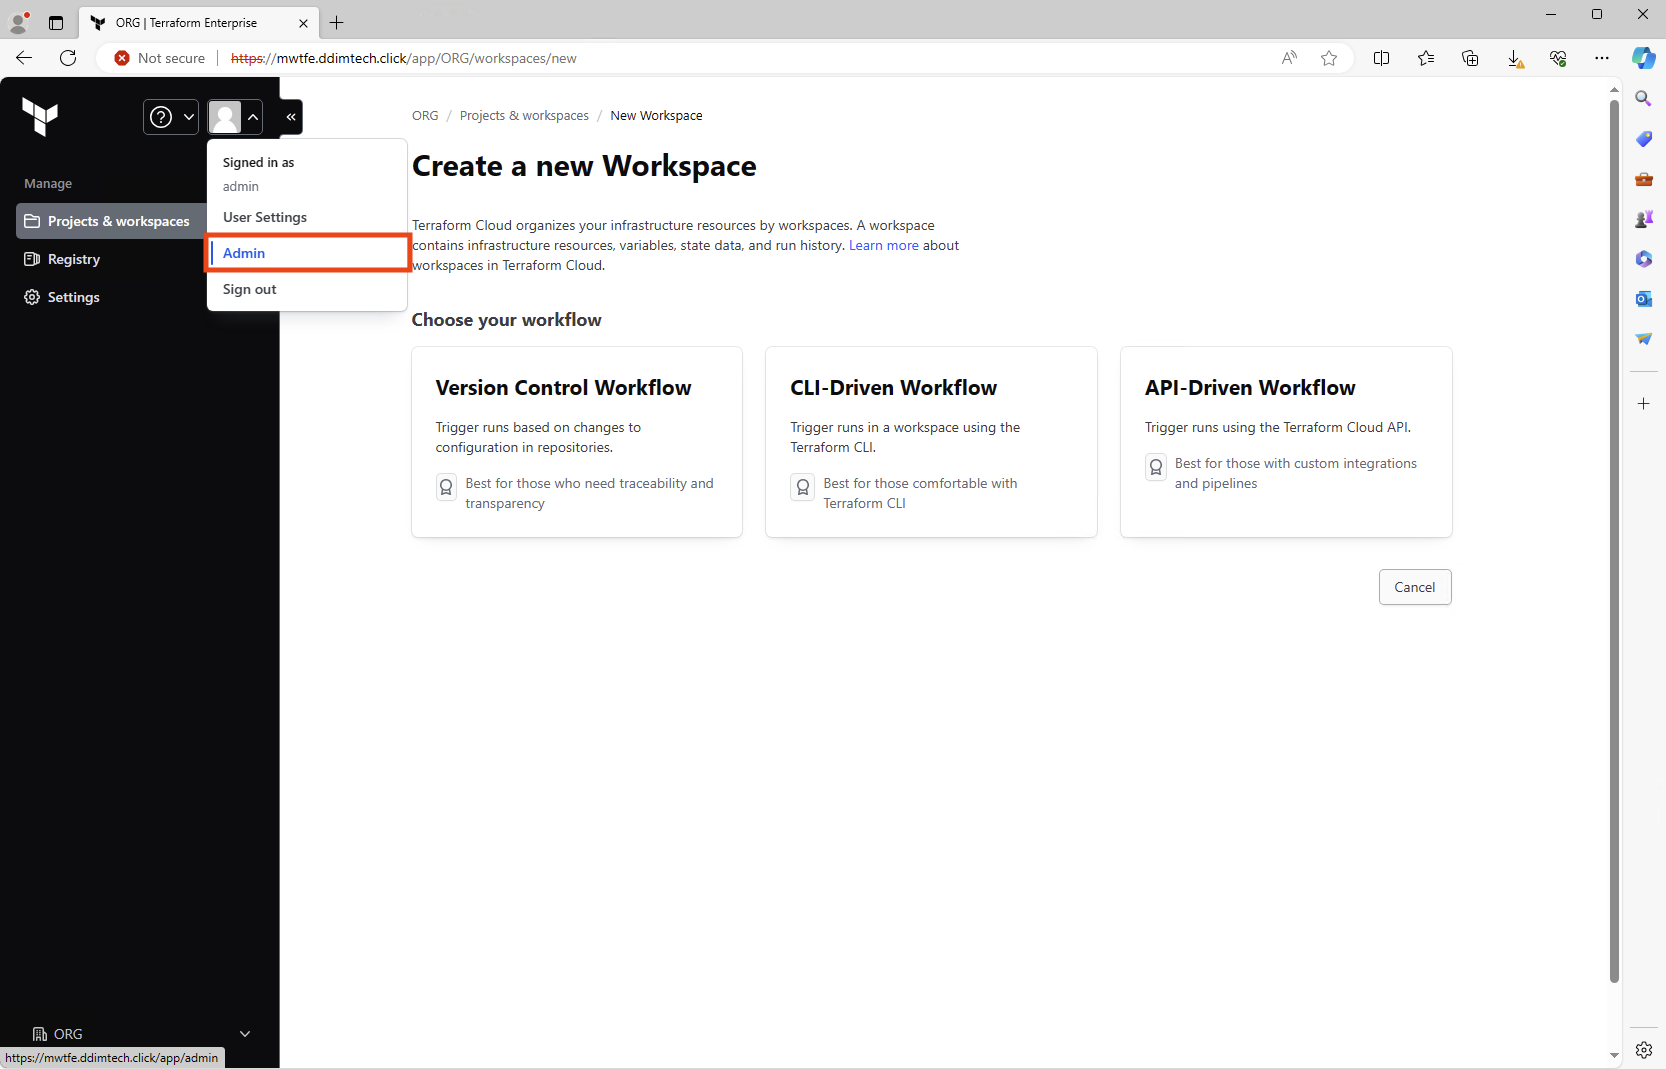 ORG | Terraform Enterprise
Not secure
https://mwtfe.ddimtech.click/app/ORG/workspaces/new
Signed in as
admin
User Settings
Admin
Sign out
Manage
Projects & workspaces
Registry
Settings
ORG / Projects & workspaces / New Workspace
Create a new Workspace
Terraform Cloud organizes your infrastructure resources by workspaces. A workspace
contains infrastructure resources, variables, state data, and run history. Learn more about
workspaces in Terraform Cloud.
Choose your workflow
Version Control Workflow
Trigger runs based on changes to
configuration in repositories.
Best for those who need traceability and
transparency
CLI-Driven Workflow
Trigger runs in a workspace using the
Terraform CLI.
Best for those comfortable with
Terraform CLI
API-Driven Workflow
Trigger runs using the Terraform Cloud API.
Best for those with custom integrations
and pipelines
Cancel
ORG
https://mwtfe.ddimtech.click/app/admin